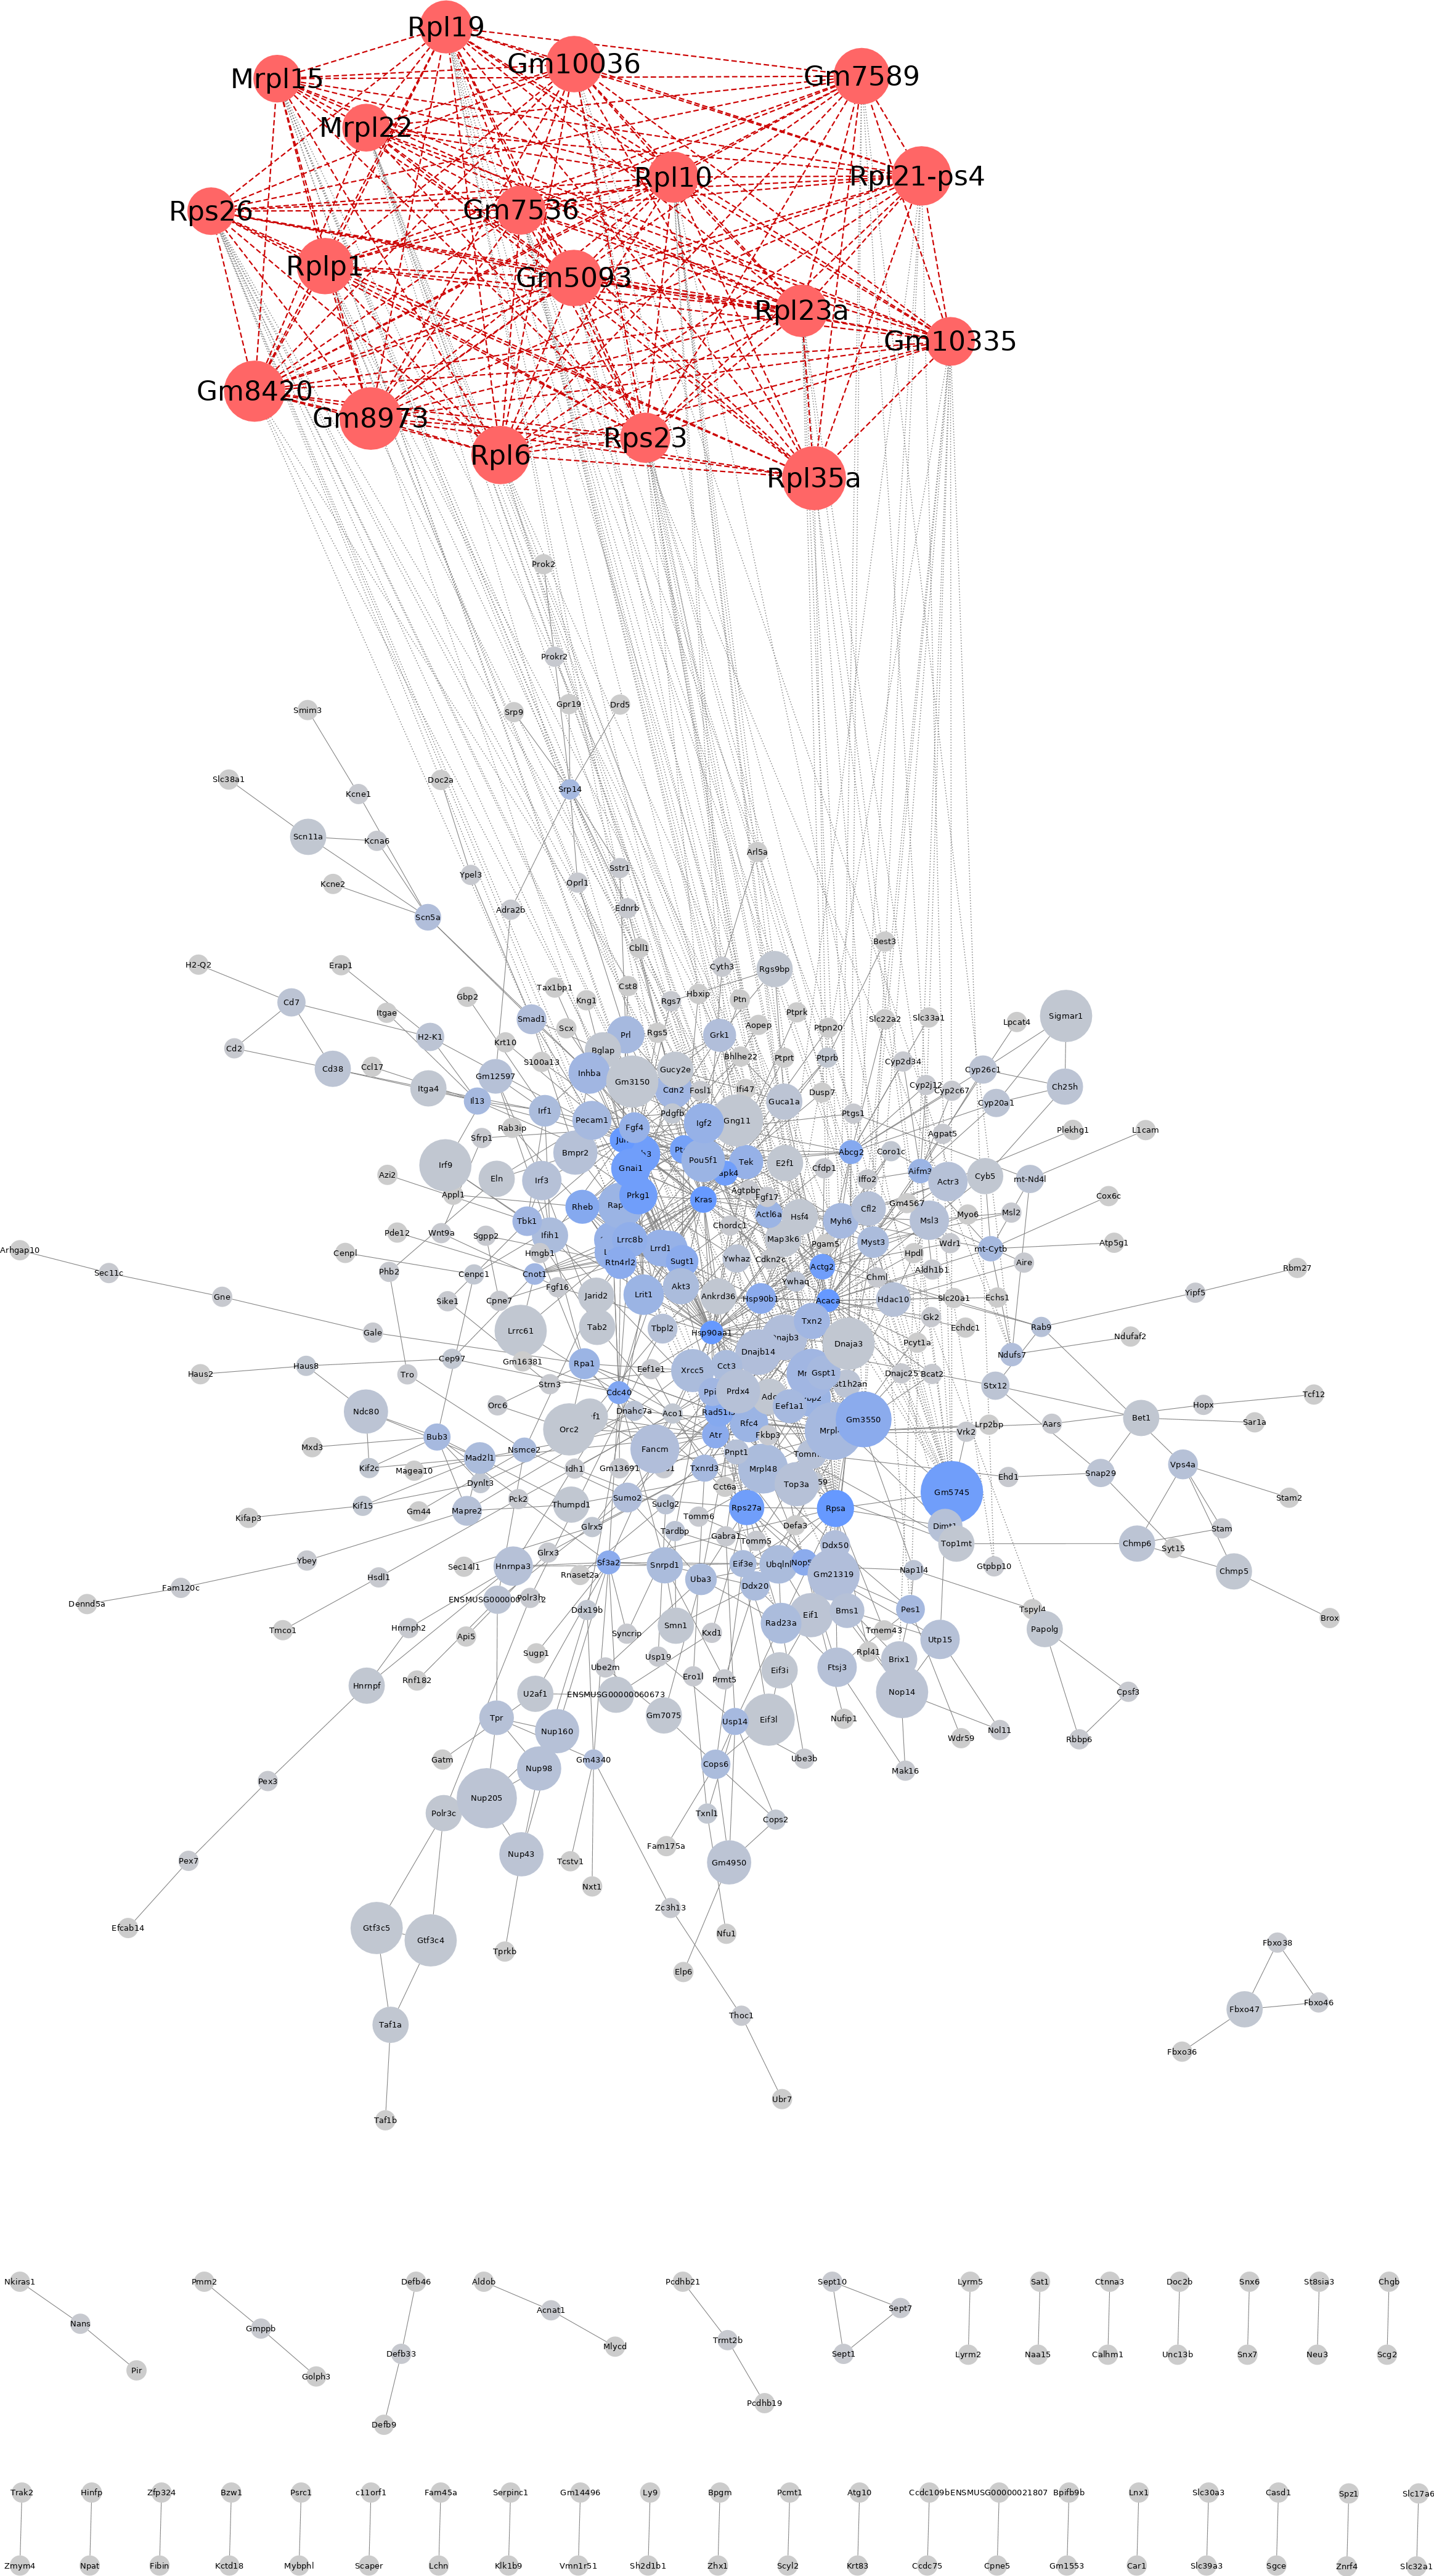 Rpl19
Gm10036
Gm7589
Mrpl15
Mrpl22
Rpl10
Rpl21-ps4
Rps26
Gm7536
Rplp1
Gm5093
Rpl23a
Gm10335
Gm8420
Gm8973
Rpl6
Rps23
Rpl35a
Prok2
Prokr2
Smim3
Srp9
Gpr19
Drd5
Slc38a1
Kcne1
Doc2a
Srp14
Scn11a
Kcna6
Arl5a
Kcne2
Ypel3
Oprl1
Sstr1
Scn5a
Adra2b
Ednrb
Best3
Cbll1
H2-Q2
Erap1
Cyth3
Rgs9bp
Cd7
Itgae
Gbp2
Tax1bp1
Kng1
Cst8
Rgs7
Hbxip
Ptn
Ptprk
Slc22a2
Slc33a1
Lpcat4
Sigmar1
Cd2
H2-K1
Smad1
Scx
Prl
Rgs5
Grk1
Aopep
Ptpn20
Krt10
Bglap
Cd38
Ccl17
Itga4
Gm12597
S100a13
Inhba
Gm3150
Gucy2e
Bhlhe22
Ptprt
Ptprb
Cyp2d34
Cyp26c1
Ch25h
Il13
Irf1
Pecam1
Fosl1
Ifi47
Guca1a
Dusp7
Ptgs1
Cyp2j12
Cyp2c67
Cyp20a1
Pdgfb
Igf2
Gng11
Rab3ip
Sfrp1
Fgf4
Agpat5
Plekhg1
L1cam
Irf9
Bmpr2
Gnai1
Pou5f1
Tek
E2f1
Cfdp1
Abcg2
Coro1c
Aifm3
Azi2
Eln
Irf3
Iffo2
Actr3
Cyb5
mt-Nd4l
Appl1
Prkg1
Kras
Fgf17
Gm4567
Cox6c
Rheb
Chordc1
Actl6a
Hsf4
Myh6
Cfl2
Msl3
Myo6
Msl2
Pde12
Wnt9a
Sgpp2
Tbk1
Ifih1
Lrrc8b
Lrrd1
Map3k6
Pgam5
Myst3
Hpdl
Wdr1
mt-Cytb
Atp5g1
Arhgap10
Cenpl
Hmgb1
Rtn4rl2
Sugt1
Ywhaz
Cdkn2c
Actg2
Aldh1b1
Aire
Sec11c
Phb2
Cenpc1
Cnot1
Fgf16
Akt3
Ywhaq
Chml
Rbm27
Gne
Sike1
Cpne7
Jarid2
Lrit1
Ankrd36
Hsp90b1
Acaca
Hdac10
Slc20a1
Echs1
Yipf5
Gale
Lrrc61
Tab2
Tbpl2
Hsp90aa1
Txn2
Gk2
Echdc1
Rab9
Ndufaf2
Dnaja3
Dnajb14
Pcyt1a
Ndufs7
Haus2
Haus8
Cep97
Gm16381
Rpa1
Eef1e1
Xrcc5
Cct3
Gspt1
Dnajc25
Bcat2
Tro
Strn3
Cdc40
Prdx4
Stx12
Tcf12
Ndc80
Orc6
Dnahc7a
Aco1
Eef1a1
Gm3550
Lrp2bp
Aars
Bet1
Hopx
Sar1a
Orc2
Rfc4
Mxd3
Bub3
Nsmce2
Fancm
Atr
Fkbp3
Vrk2
Kif2c
Magea10
Mad2l1
Idh1
Gm13691
Txnrd3
Pnpt1
Mrpl48
Ehd1
Snap29
Vps4a
Dynlt3
Cct6a
Top3a
Gm5745
Stam2
Kifap3
Kif15
Gm44
Mapre2
Pck2
Thumpd1
Sumo2
Suclg2
Rps27a
Rpsa
Glrx5
Tardbp
Tomm6
Gabra1
Defa3
Top1mt
Chmp6
Stam
Syt15
Ybey
Glrx3
Tomm5
Ddx50
Sec14l1
Hnrnpa3
Sf3a2
Snrpd1
Eif3e
Gm21319
Nap1l4
Gtpbp10
Chmp5
Hsdl1
Rnaset2a
Uba3
Ddx20
Dennd5a
Fam120c
Polr3h
Ddx19b
Pes1
Tspyl4
Brox
Tmco1
Hnrnph2
Api5
Syncrip
Smn1
Kxd1
Rad23a
Eif1
Bms1
Tmem43
Utp15
Papolg
Sugp1
Usp19
Rpl41
Rnf182
Hnrnpf
Ube2m
Ero1l
Prmt5
Eif3i
Ftsj3
Brix1
Nop14
Cpsf3
U2af1
ENSMUSG00000060673
Gm7075
Usp14
Eif3l
Nufip1
Nol11
Wdr59
Rbbp6
Tpr
Nup160
Gatm
Gm4340
Cops6
Ube3b
Mak16
Pex3
Nup98
Nup205
Polr3c
Txnl1
Cops2
Pex7
Nup43
Tcstv1
Fam175a
Gm4950
Nxt1
Efcab14
Gtf3c5
Gtf3c4
Tprkb
Zc3h13
Nfu1
Elp6
Fbxo38
Fbxo47
Fbxo46
Fbxo36
Taf1a
Thoc1
Ubr7
Taf1b
Nkiras1
Pmm2
Defb46
Aldob
Pcdhb21
Sept10
Lyrm5
Sat1
Ctnna3
Doc2b
Snx6
St8sia3
Chgb
Nans
Gmppb
Acnat1
Sept7
Defb33
Mlycd
Trmt2b
Sept1
Lyrm2
Naa15
Calhm1
Unc13b
Snx7
Neu3
Scg2
Pir
Golph3
Defb9
Pcdhb19
Trak2
Hinfp
Zfp324
Bzw1
Psrc1
c11orf1
Fam45a
Serpinc1
Gm14496
Ly9
Bpgm
Pcmt1
Atg10
Ccdc109b
ENSMUSG00000021807
Bpifb9b
Lnx1
Slc30a3
Casd1
Spz1
Slc17a6
Zmym4
Npat
Fibin
Kctd18
Mybphl
Scaper
Lchn
Klk1b9
Vmn1r51
Sh2d1b1
Zhx1
Scyl2
Krt83
Ccdc75
Cpne5
Gm1553
Car1
Slc39a3
Sgce
Znrf4
Slc32a1